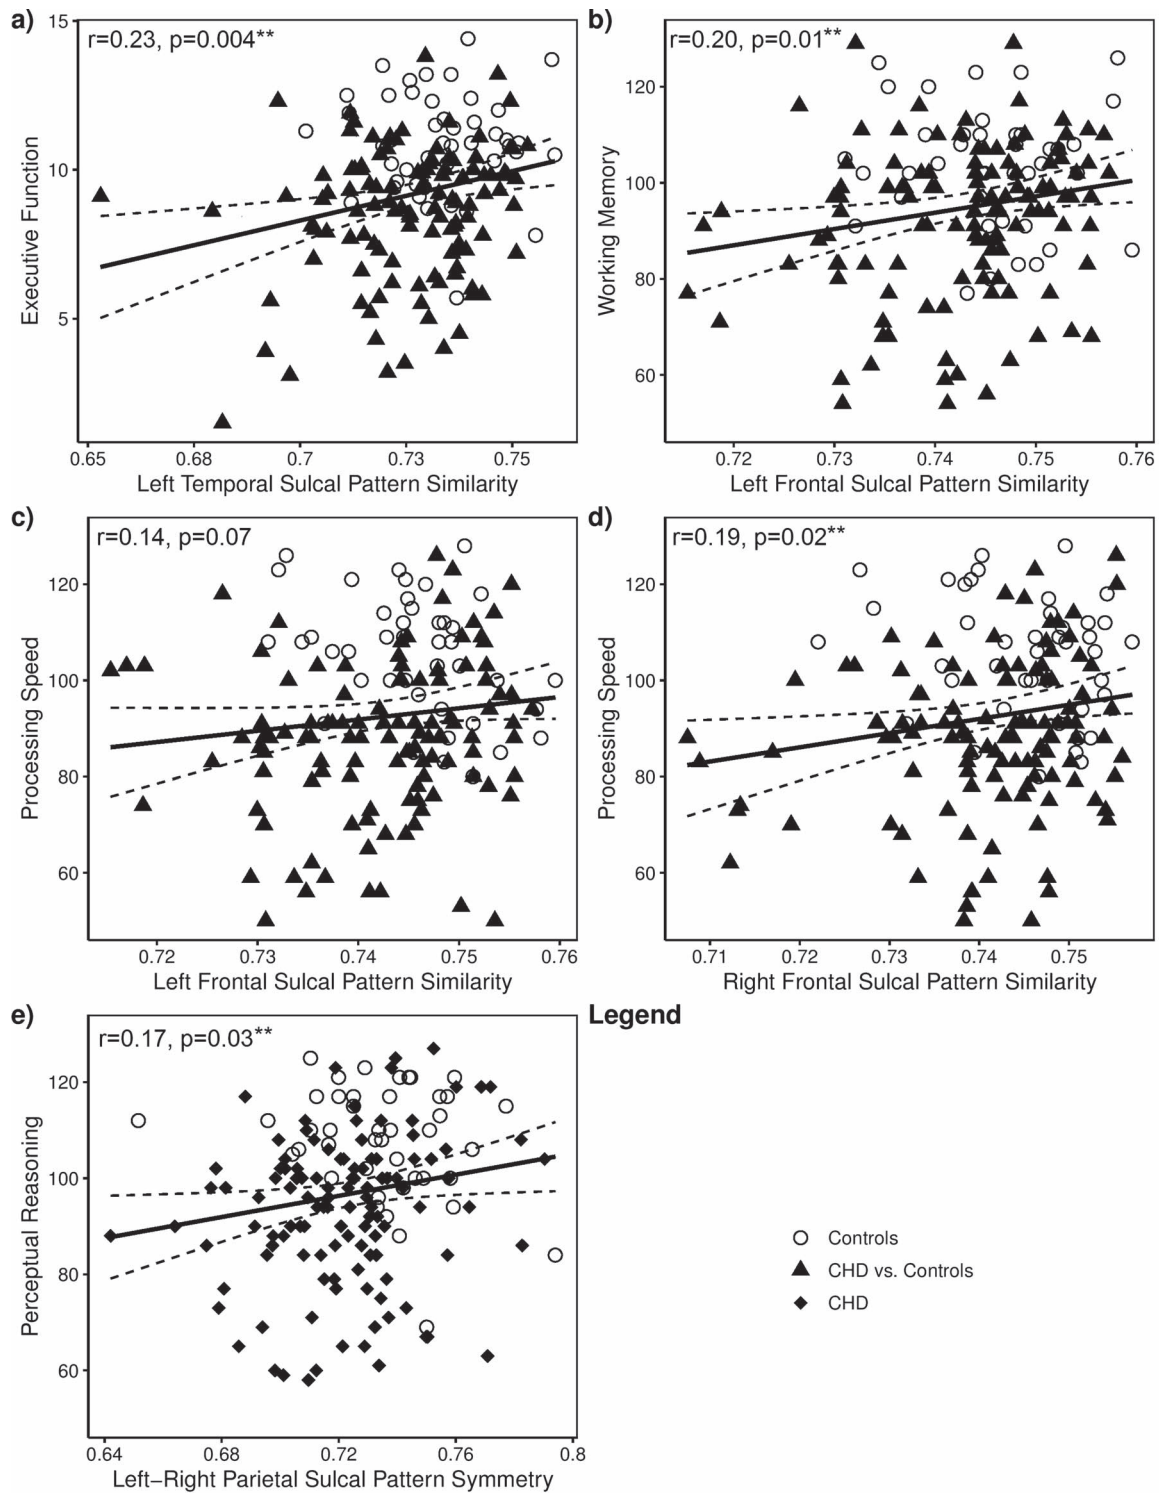 a)
r=0.23, p=0.004**
Executive Function
15
10
5
0.65 0.68 0.7 0.73 0.75
Left Temporal Sulcal Pattern Similarity
b)
r=0.20, p=0.01**
Working Memory
120
100
80
60
0.72 0.73 0.74 0.75 0.76
Left Frontal Sulcal Pattern Similarity
c)
r=0.14, p=0.07
Processing Speed
120
100
80
60
0.72 0.73 0.74 0.75 0.76
Left Frontal Sulcal Pattern Similarity
d)
r=0.19, p=0.02**
Processing Speed
120
100
80
60
0.71 0.72 0.73 0.74 0.75
Right Frontal Sulcal Pattern Similarity
e)
r=0.17, p=0.03**
Perceptual Reasoning
120
100
80
60
0.64 0.68 0.72 0.76 0.8
Left−Right Parietal Sulcal Pattern Symmetry
Legend
Controls
CHD vs. Controls
CHD